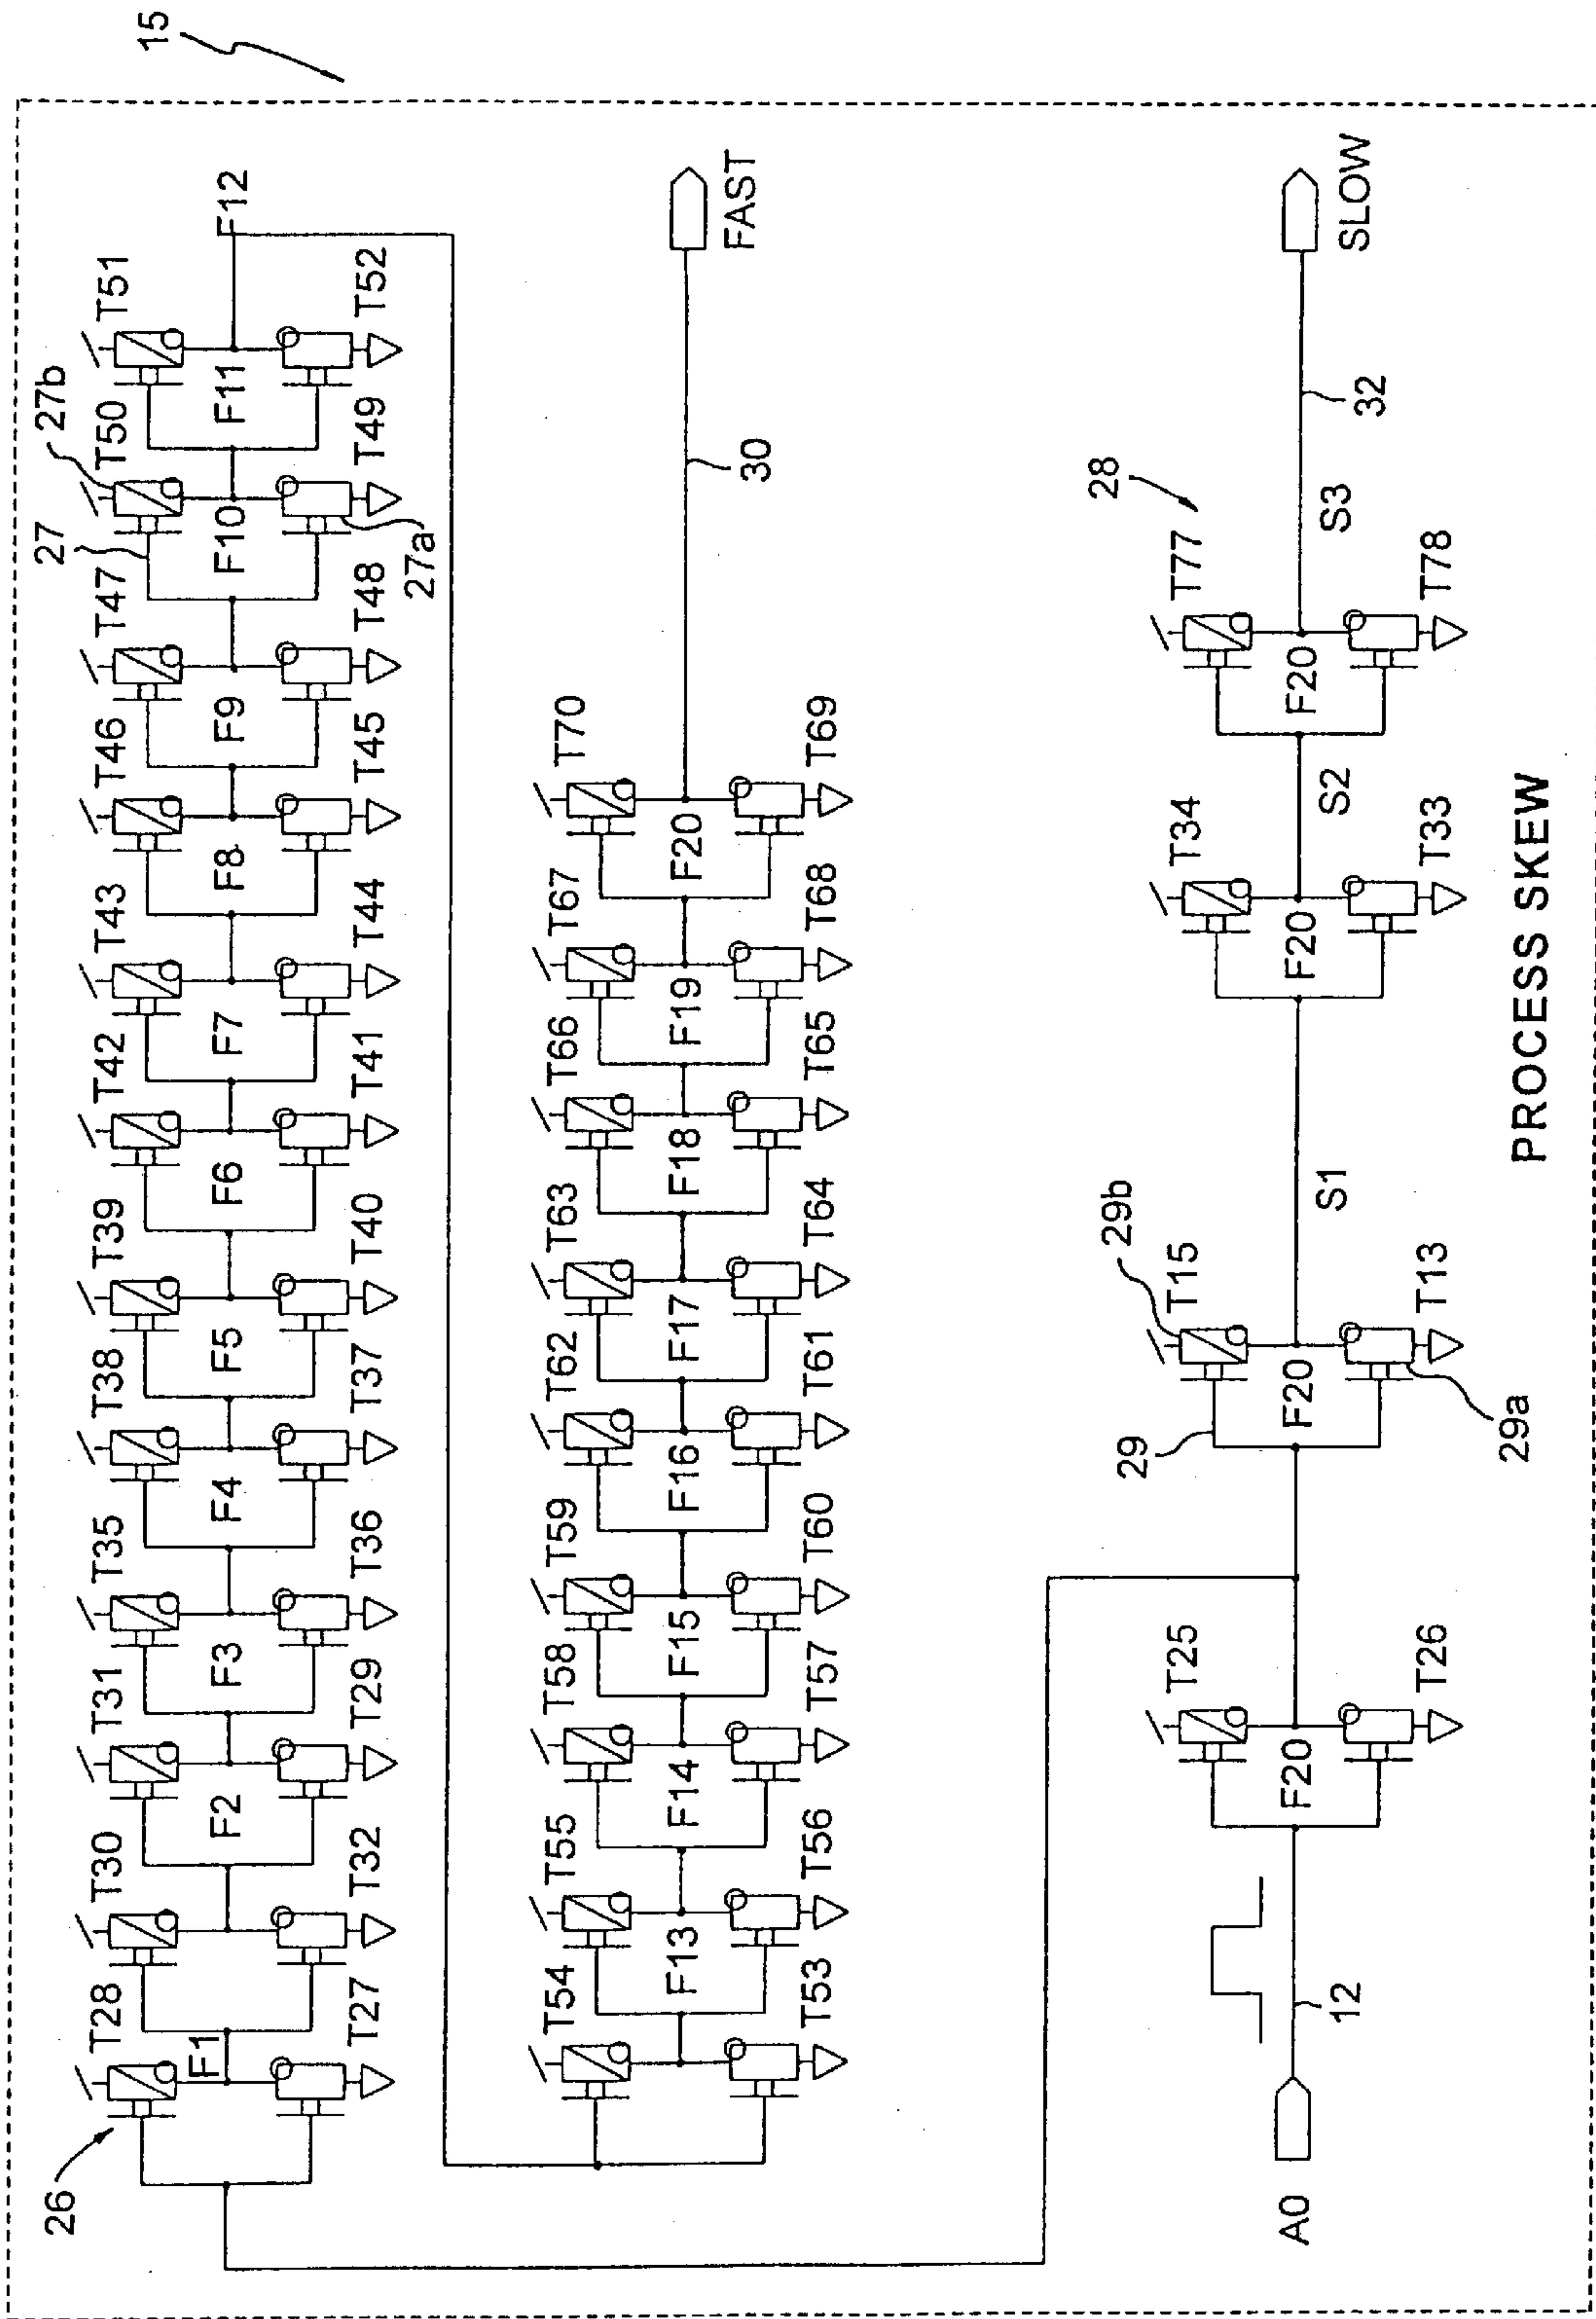 15
26
27
27b
T28 T30 T31 T35 T38 T39 T42 T43 T46 T47 T50 T51
F1 F2 F3 F4 F5 F6 F7 F8 F9 F10 F11 F12
T27 T32 T29 T36 T37 T40 T41 T44 T45 T48 T49 T52
27a
T54 T55 T58 T59 T62 T63 T66 T67 T70
F13 F14 F15 F16 F17 F18 F19 F20
FAST
30
T53 T56 T57 T60 T61 T64 T65 T68 T69
29
29b
28
T25 T15 T34 T77
A0
F20 F20 F20 F20
12
S1 S2 S3
32
SLOW
T26 T13 T33 T78
29a
PROCESS SKEW